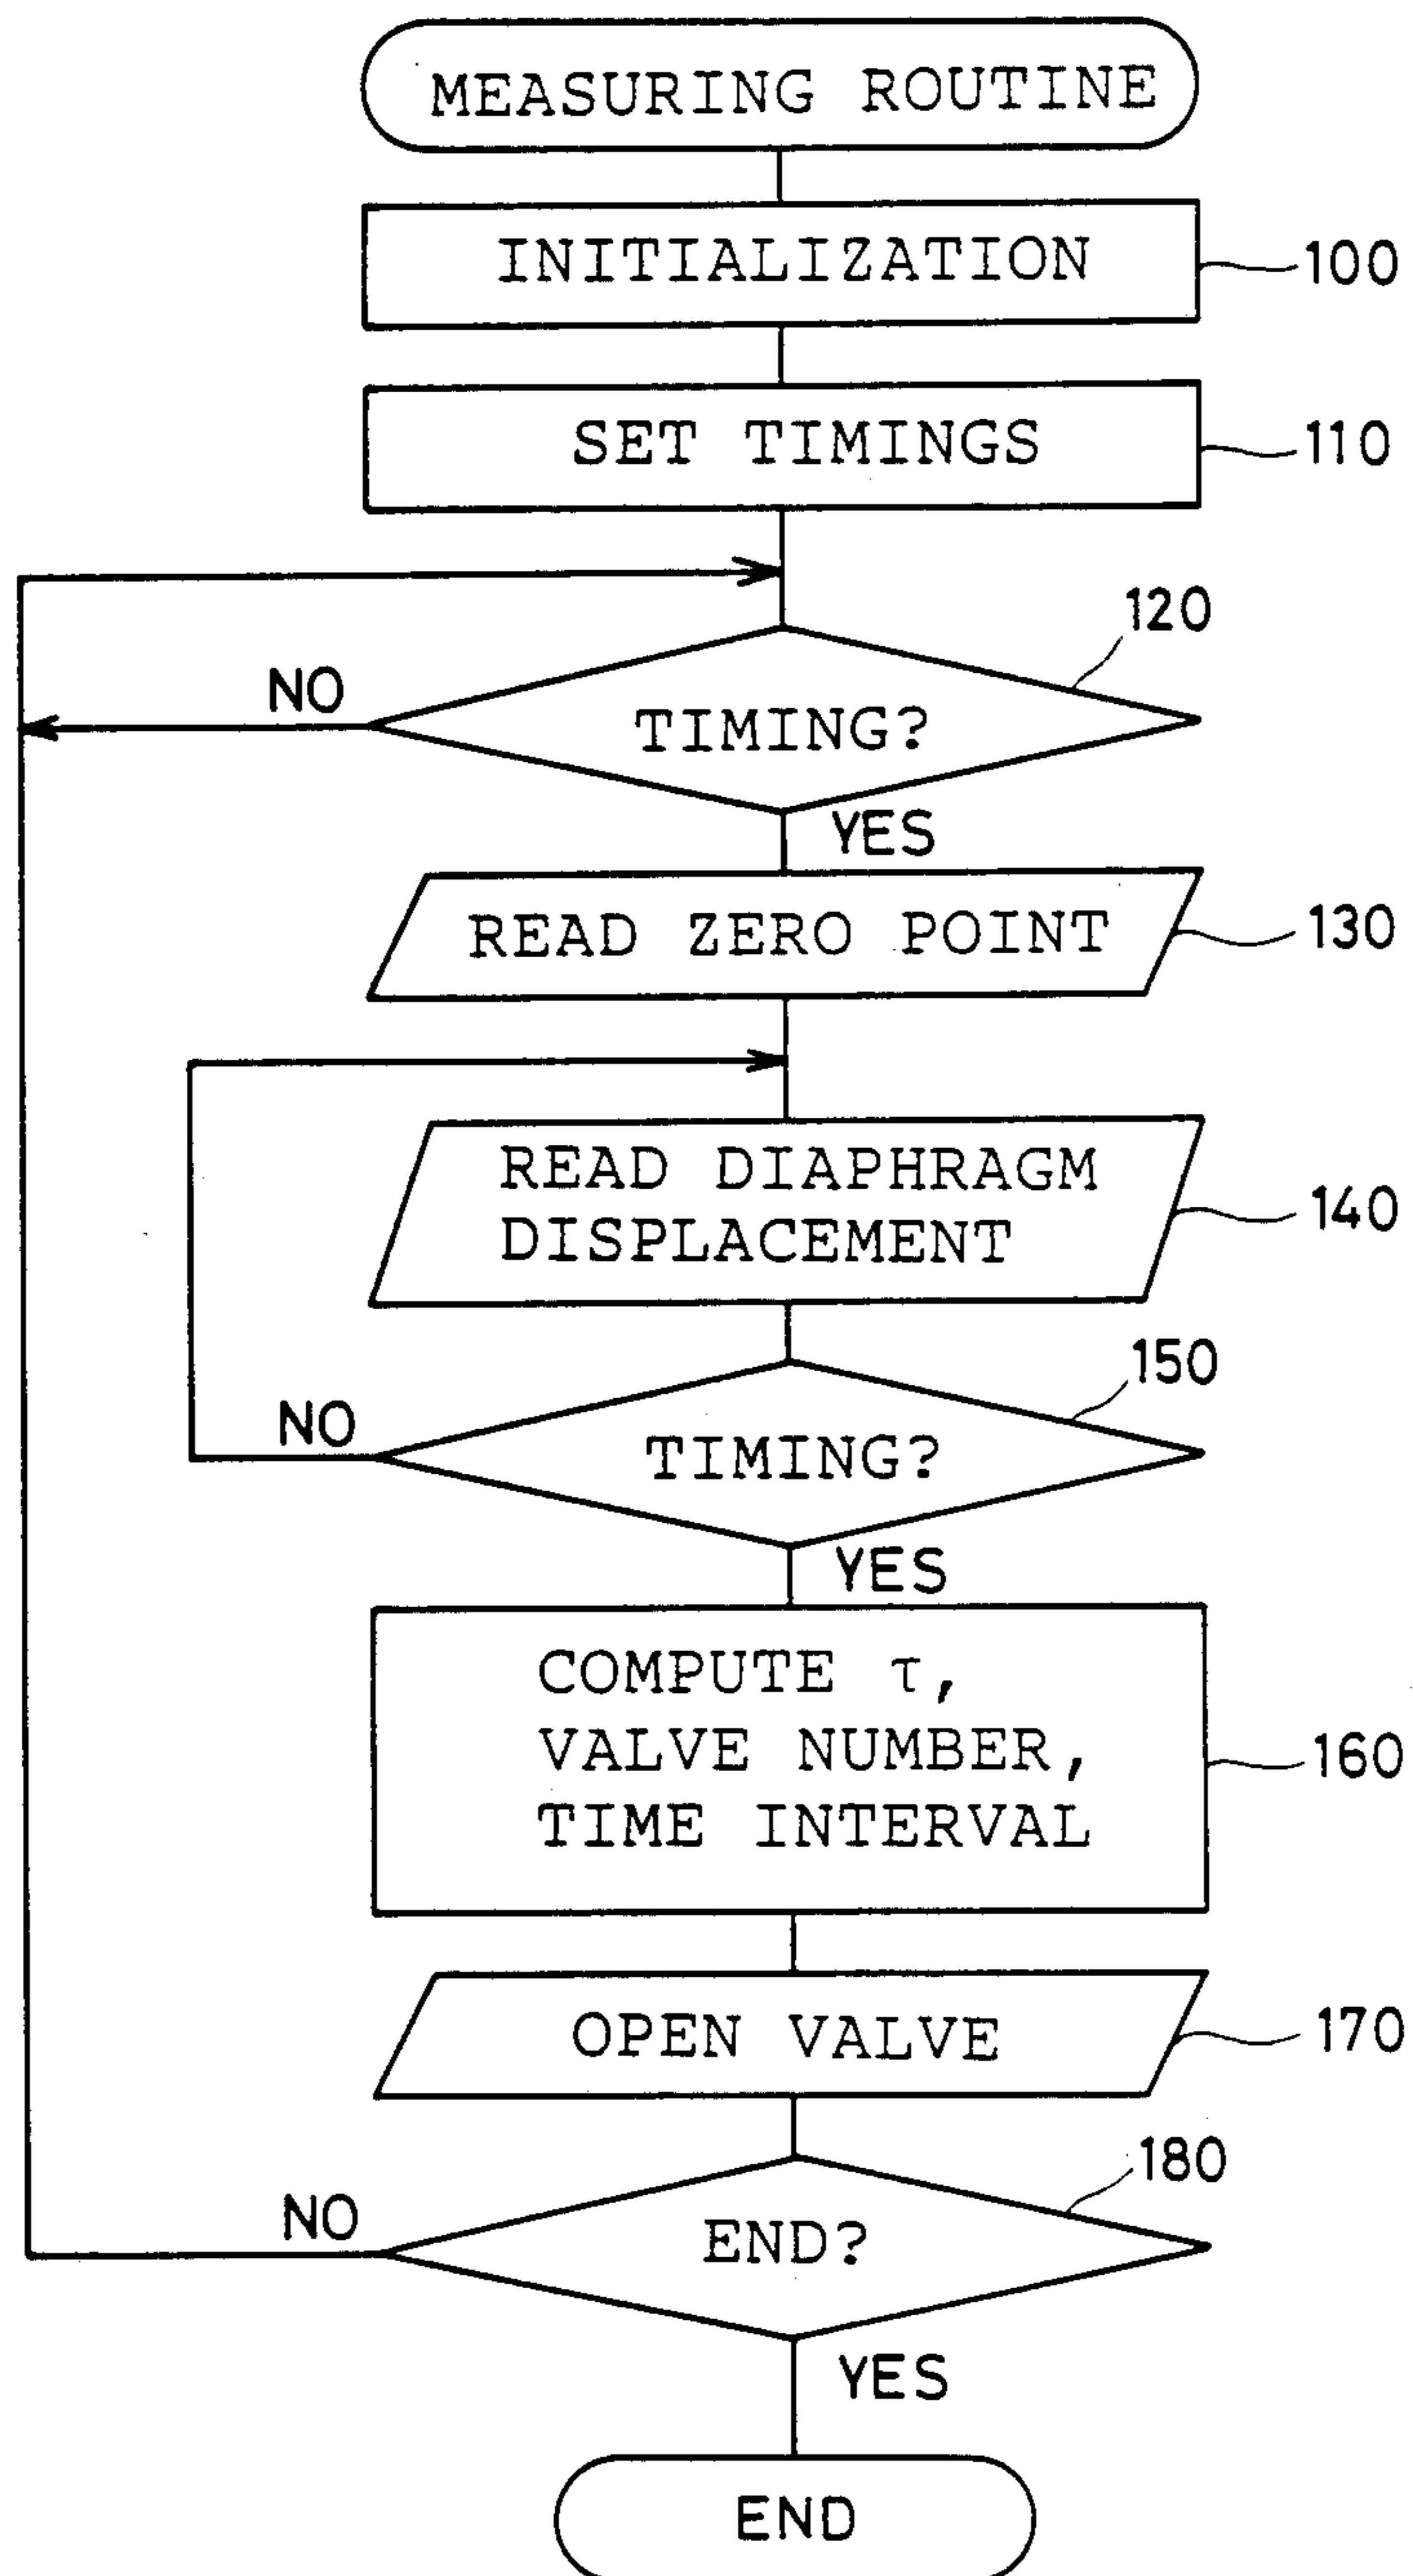 MEASURING ROUTINE
INITIALIZATION
100
SET TIMINGS
110
120
NO
TIMING?
YES
READ ZERO POINT
130
READ DIAPHRAGM
DISPLACEMENT
140
150
NO
TIMING?
YES
COMPUTE τ,
VALVE NUMBER,
TIME INTERVAL
160
OPEN VALVE
170
180
NO
END?
YES
END